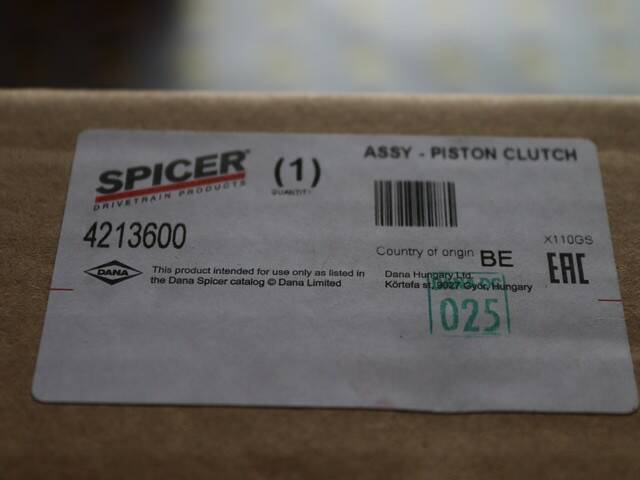 SPICER
DRIVETRAIN PRODUCTS
(1)
QUANTITY
ASSY - PISTON CLUTCH
4213600
X110GS
Country of origin BE
EAC
DANA
This product intended for use only as listed in
the Dana Spicer catalog © Dana Limited
Dana Hungary Ltd.
Körtefa st, 9027 Győr, Hungary
025